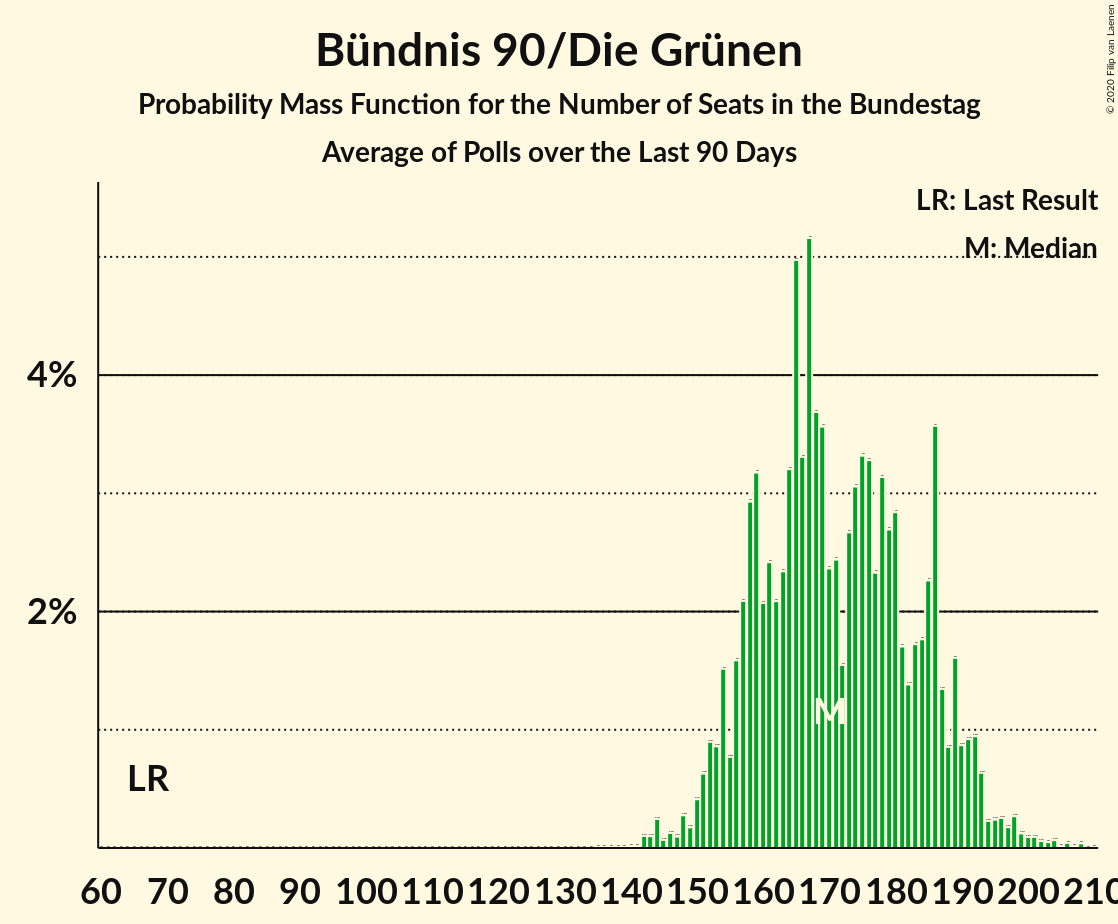 Bündnis 90/Die Grünen
Probability Mass Function for the Number of Seats in the Bundestag
Average of Polls over the Last 90 Days
© 2020 Filip van Laenen
LR: Last Result
M: Median
4%
2%
LR
M
60 70 80 90 100 110 120 130 140 150 160 170 180 190 200 210